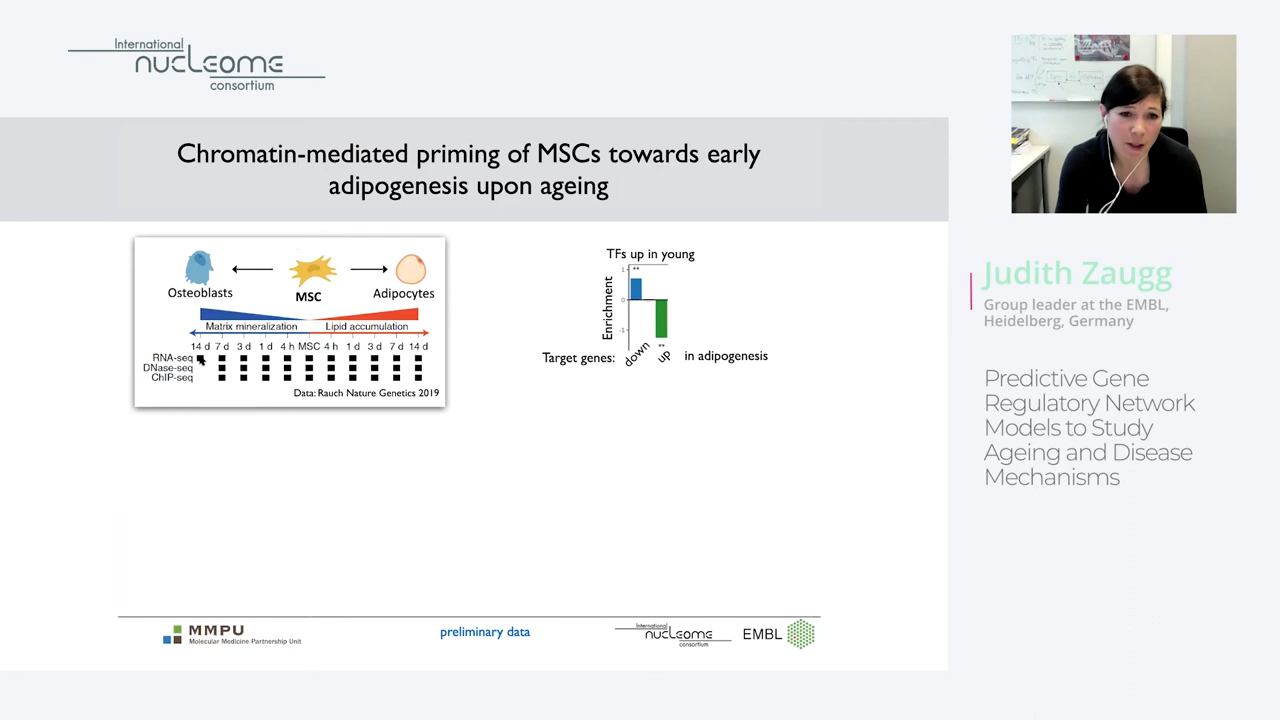 International
nucleome
consortium
Chromatin-mediated priming of MSCs towards early
adipogenesis upon ageing
Osteoblasts
MSC
Adipocytes
Matrix mineralization
Lipid accumulation
14 d 7 d 3 d 1 d 4 h MSC 4 h 1 d 3 d 7 d 14 d
RNA-seq
DNase-seq
ChIP-seq
Data: Rauch Nature Genetics 2019
TFs up in young
Enrichment
1
**
0
-1
**
Target genes: down up in adipogenesis
MMPU
Molecular Medicine Partnership Unit
preliminary data
International
nucleome
consortium
EMBL
Judith Zaugg
Group leader at the EMBL,
Heidelberg, Germany
Predictive Gene
Regulatory Network
Models to Study
Ageing and Disease
Mechanisms